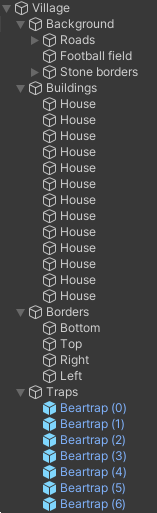 Village
Background
Roads
Football field
Stone borders
Buildings
House
House
House
House
House
House
House
House
House
House
House
House
House
Borders
Bottom
Top
Right
Left
Traps
Beartrap (0)
Beartrap (1)
Beartrap (2)
Beartrap (3)
Beartrap (4)
Beartrap (5)
Beartrap (6)